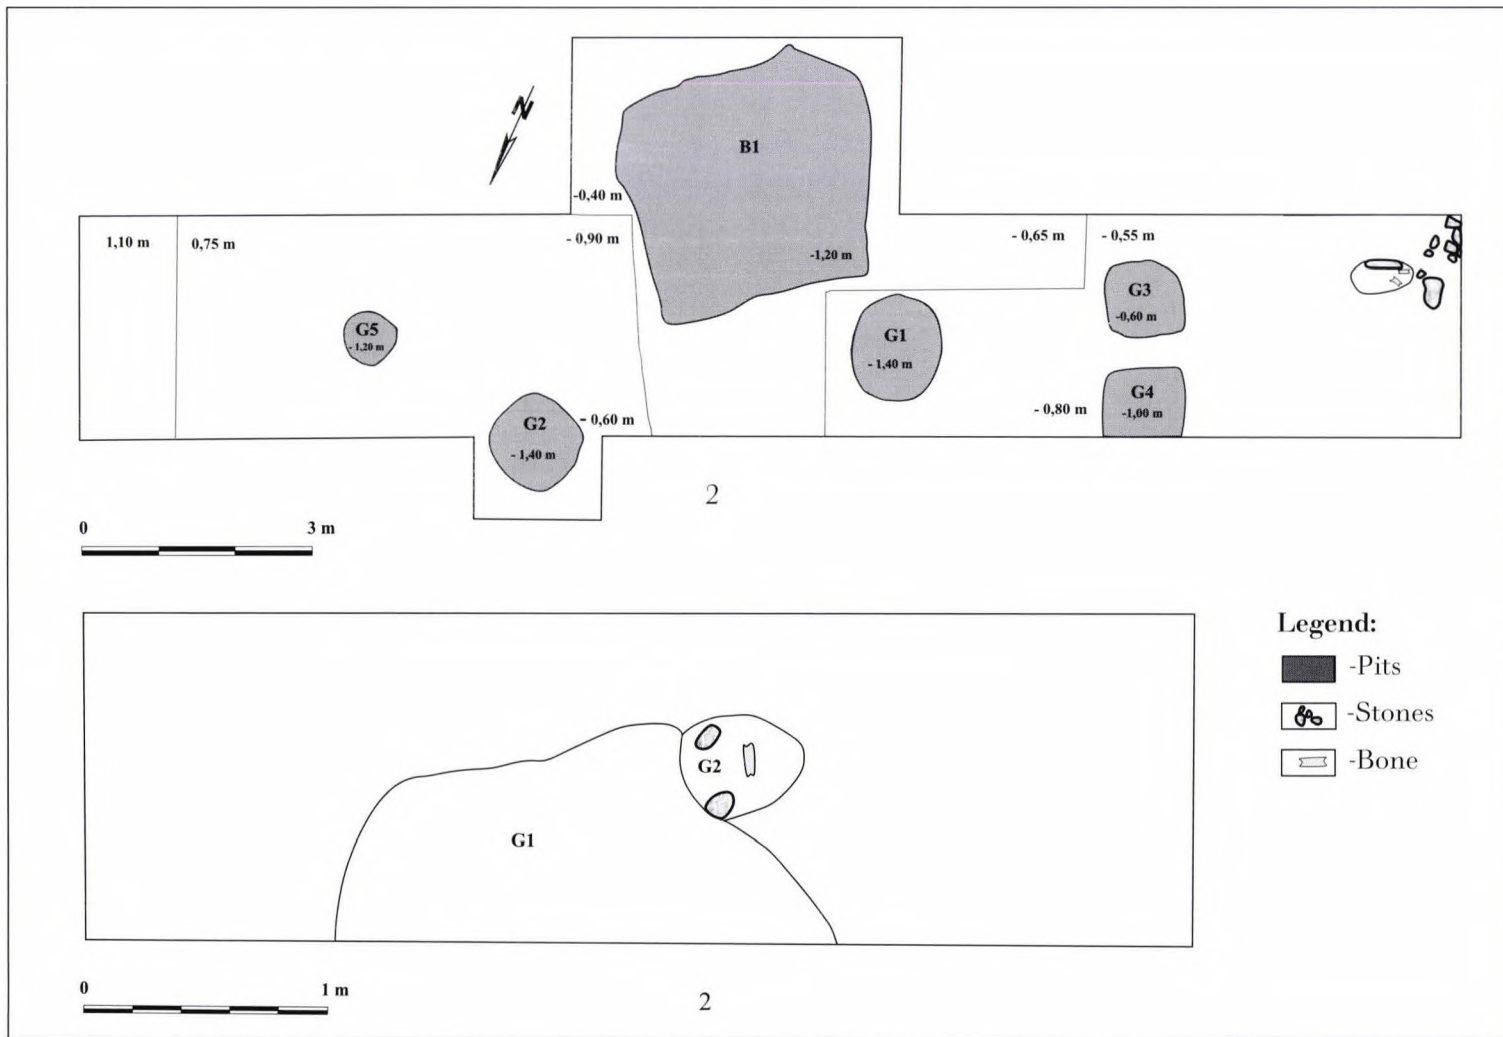 N
B1
-0,40 m
1,10 m
0,75 m
- 0,90 m
-1,20 m
- 0,65 m
- 0,55 m
G5
- 1,20 m
G1
- 1,40 m
G3
-0,60 m
G2
- 1,40 m
- 0,60 m
- 0,80 m
G4
-1,00 m
2
0
3 m
G2
G1
Legend:
-Pits
-Stones
-Bone
0
1 m
2